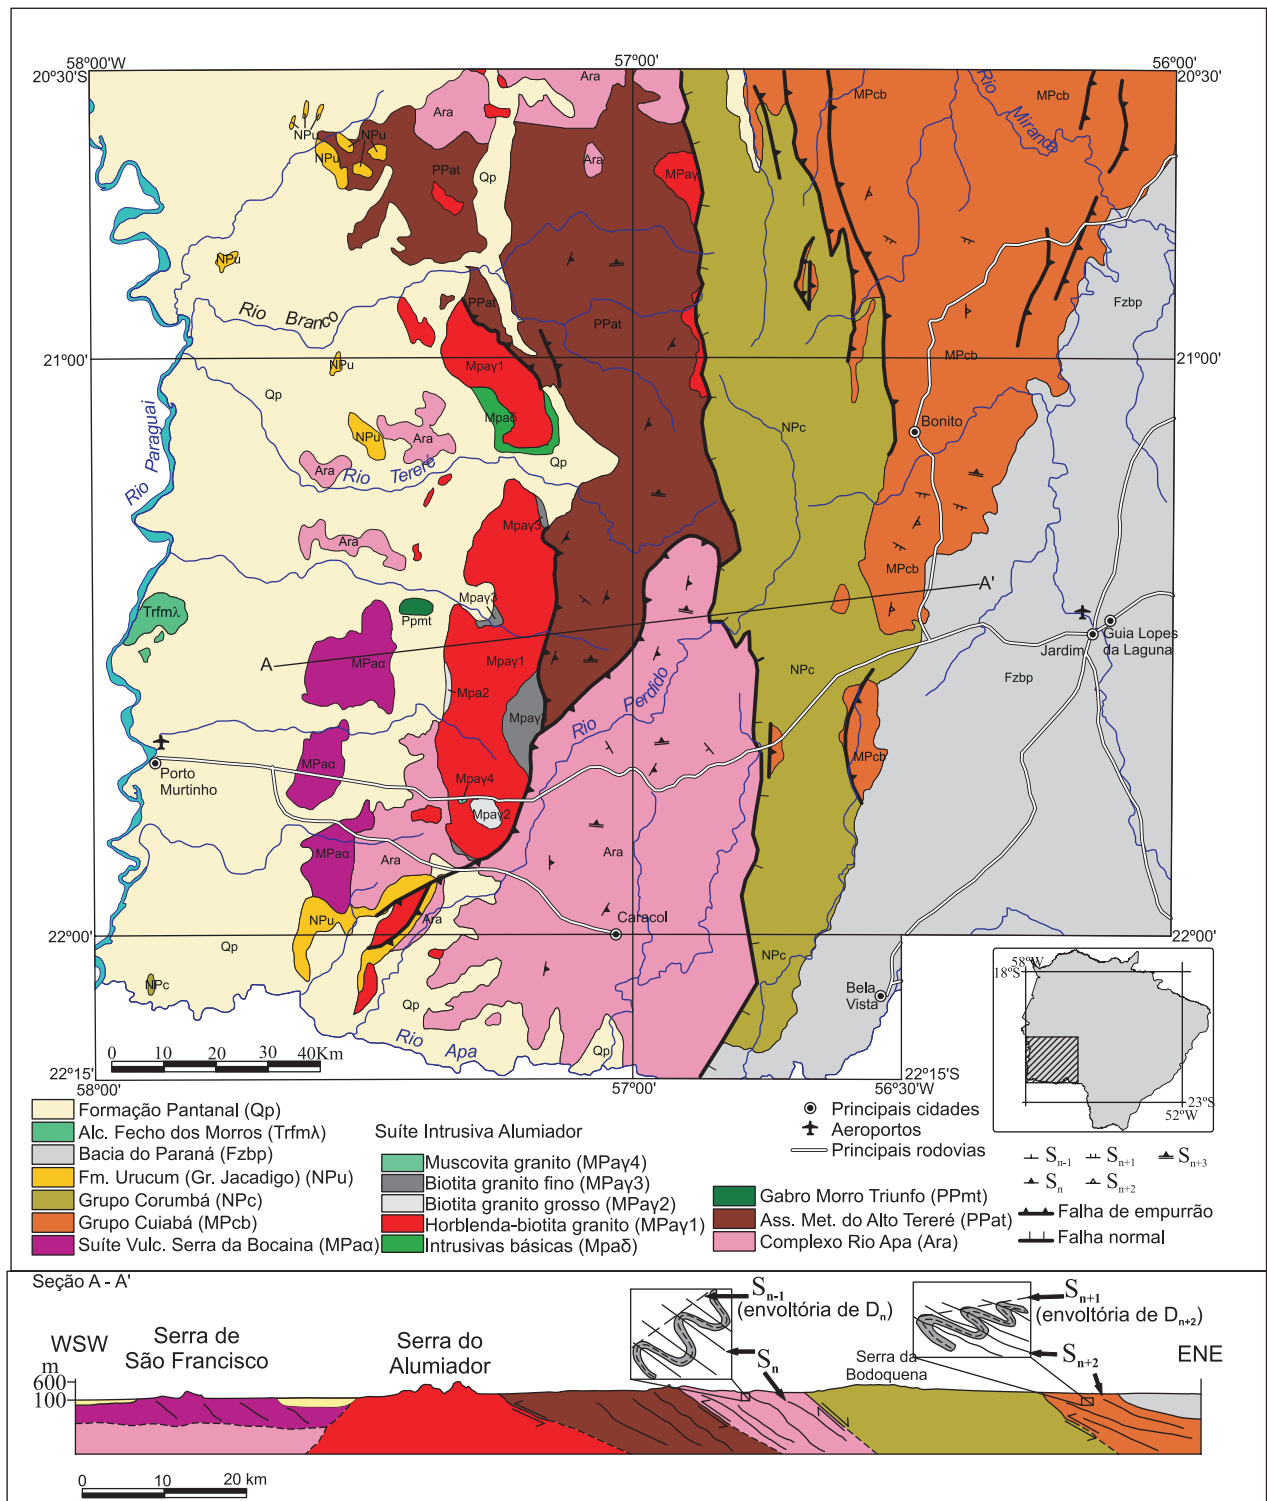 58°00'W
57°00'
56°00'
20°30'S
20°30'
Ara
Ara
MPcb
MPcb
Rio Miranda
NPu
NPu
NPu
PPat
Qp
Ara
MPaγ
NPu
Rio Branco
PPat
PPat
Fzbp
21°00'
21°00'
NPu
Mpaγ1
MPcb
Qp
Mpaδ
NPc
Bonito
Rio Paraguai
NPu
Ara
Ara
Rio Tereré
Qp
Mpaγ3
Ara
MPcb
A'
Mpaγ3
Trfmλ
Ppmt
Guia Lopes
da Laguna
Jardim
A
MPaα
Mpaγ1
NPc
Fzbp
Mpa2
Rio Perdido
Mpaγ3
Porto
Murtinho
MPaα
MPcb
Mpaγ4
Mpaγ2
MPaα
Ara
Ara
NPu
Ara
Caracol
22°00'
22°00'
Qp
NPc
NPc
Bela
Vista
Qp
Rio Apa
Qp
58°W
18°S
23°S
52°W
0 10 20 30 40Km
22°15'
22°15'S
58°00'
57°00'
56°30'W
Formação Pantanal (Qp)
Alc. Fecho dos Morros (Trfmλ)
Bacia do Paraná (Fzbp)
Fm. Urucum (Gr. Jacadigo) (NPu)
Grupo Corumbá (NPc)
Grupo Cuiabá (MPcb)
Suíte Vulc. Serra da Bocaina (MPaα)
Suíte Intrusiva Alumiador
Muscovita granito (MPaγ4)
Biotita granito fino (MPaγ3)
Biotita granito grosso (MPaγ2)
Horblenda-biotita granito (MPaγ1)
Intrusivas básicas (Mpaδ)
Gabro Morro Triunfo (PPmt)
Ass. Met. do Alto Tereré (PPat)
Complexo Rio Apa (Ara)
Principais cidades
Aeroportos
Principais rodovias
Sn-1 Sn+1 Sn+3
Sn Sn+2
Falha de empurrão
Falha normal
Seção A - A'
WSW
Serra de
São Francisco
Serra do
Alumiador
Sn-1
(envoltória de Dn)
Sn
Sn+1
(envoltória de Dn+2)
Sn+2
Serra da
Bodoquena
ENE
m
600
100
0 10 20 km